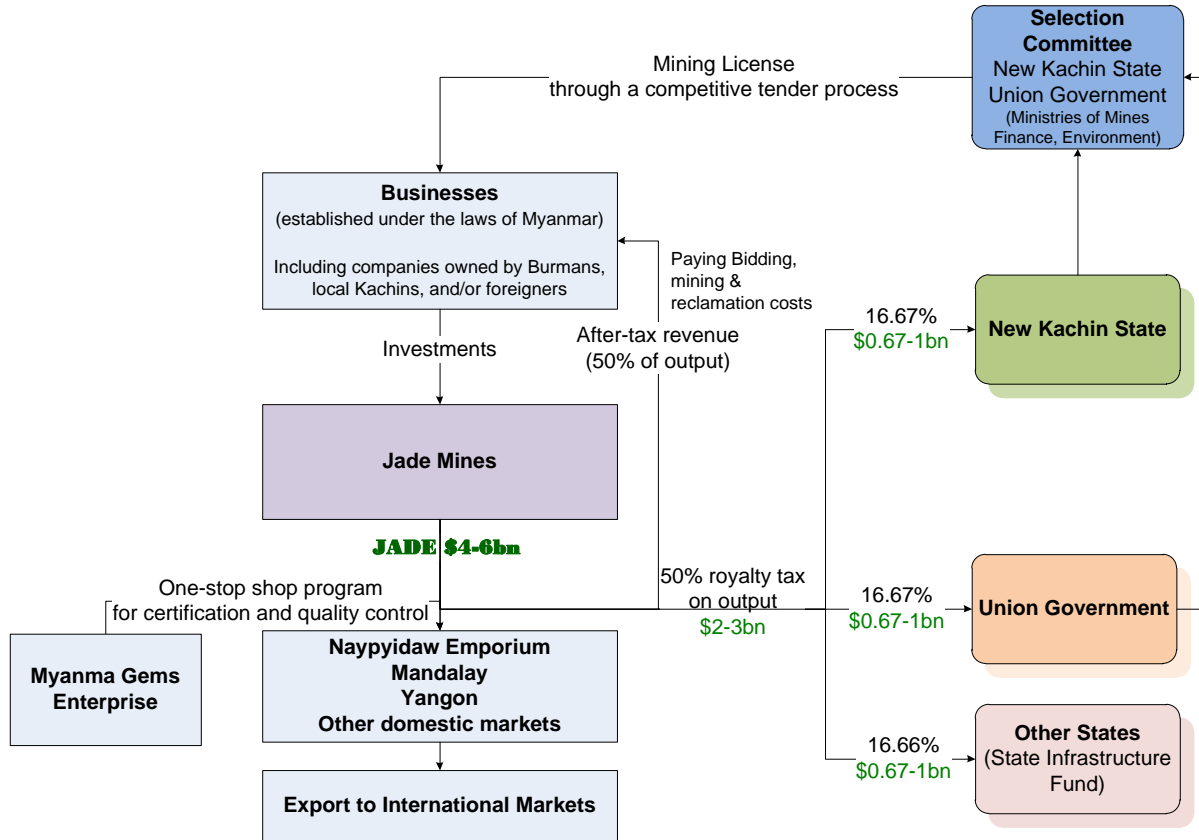 Selection
Committee
New Kachin State
Union Government
(Ministries of Mines
Finance, Environment)
Mining License
through a competitive tender process
Businesses
(established under the laws of Myanmar)
Including companies owned by Burmans,
local Kachins, and/or foreigners
Paying Bidding,
mining &
reclamation costs
After-tax revenue
(50% of output)
Investments
16.67%
$0.67-1bn
New Kachin State
Jade Mines
JADE $4-6bn
One-stop shop program
for certification and quality control
50% royalty tax
on output
$2-3bn
16.67%
$0.67-1bn
Union Government
Myanma Gems
Enterprise
Naypyidaw Emporium
Mandalay
Yangon
Other domestic markets
16.66%
$0.67-1bn
Other States
(State Infrastructure
Fund)
Export to International Markets